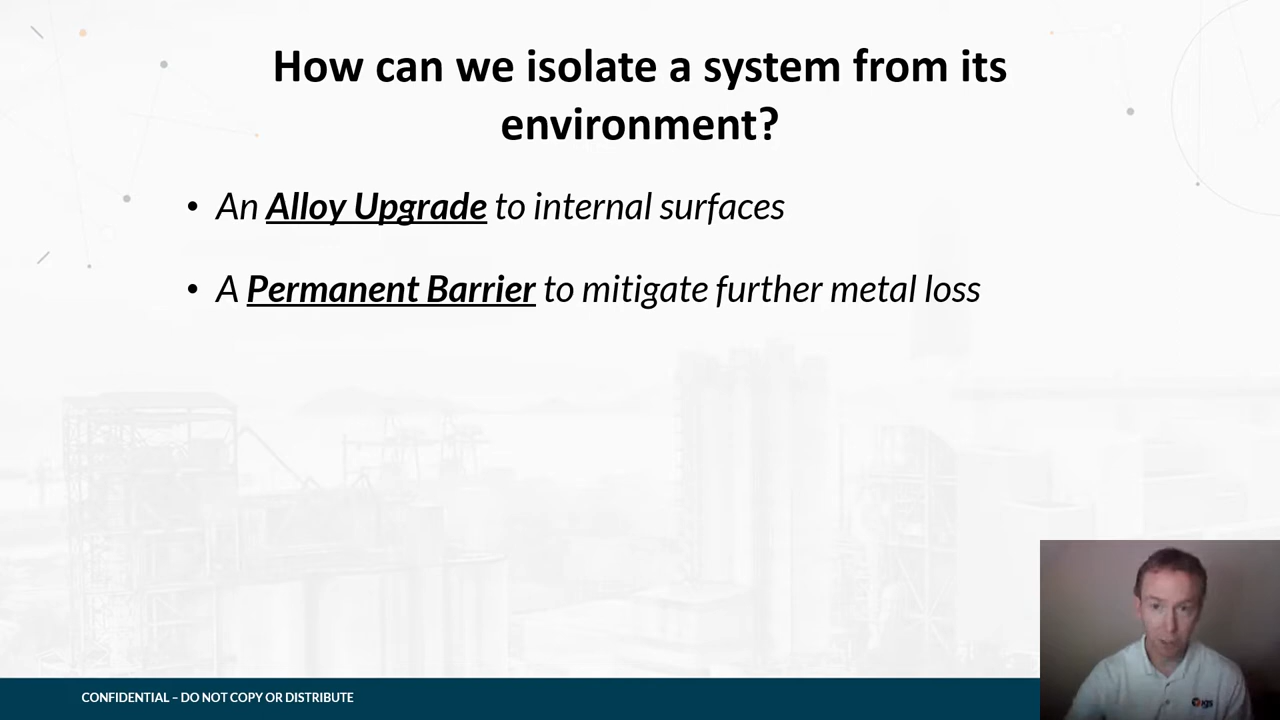 How can we isolate a system from its
environment?
• An Alloy Upgrade to internal surfaces
• A Permanent Barrier to mitigate further metal loss
CONFIDENTIAL – DO NOT COPY OR DISTRIBUTE
IGS